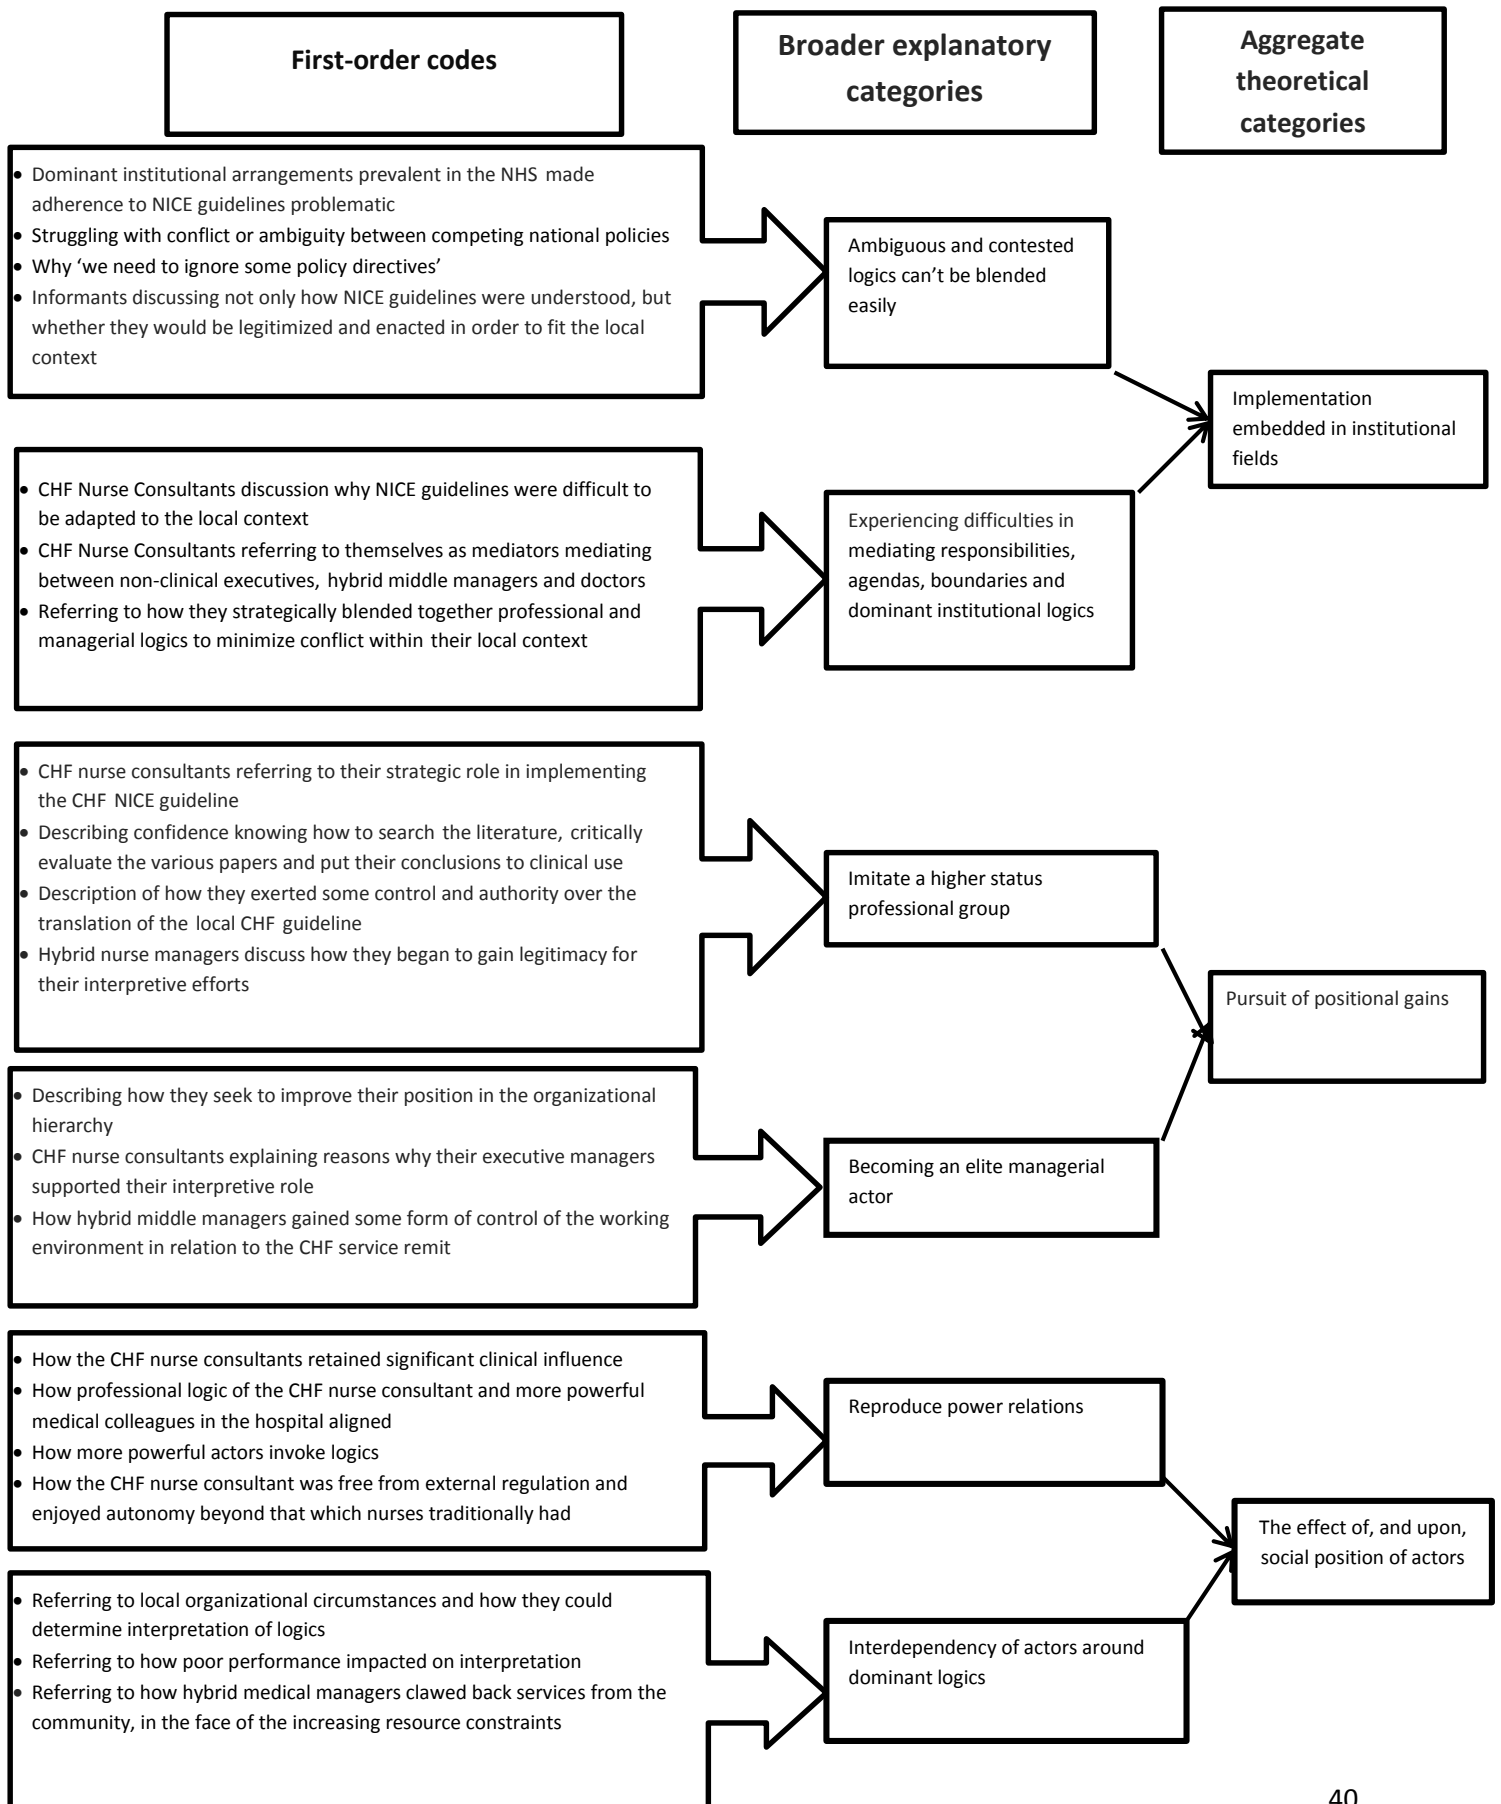 First-order codes
Broader explanatory
categories
Aggregate
theoretical
categories
• Dominant institutional arrangements prevalent in the NHS made
adherence to NICE guidelines problematic
• Struggling with conflict or ambiguity between competing national policies
• Why ‘we need to ignore some policy directives’
• Informants discussing not only how NICE guidelines were understood, but
whether they would be legitimized and enacted in order to fit the local
context
Ambiguous and contested
logics can’t be blended
easily
Implementation
embedded in institutional
fields
• CHF Nurse Consultants discussion why NICE guidelines were difficult to
be adapted to the local context
• CHF Nurse Consultants referring to themselves as mediators mediating
between non-clinical executives, hybrid middle managers and doctors
• Referring to how they strategically blended together professional and
managerial logics to minimize conflict within their local context
Experiencing difficulties in
mediating responsibilities,
agendas, boundaries and
dominant institutional logics
• CHF nurse consultants referring to their strategic role in implementing
the CHF NICE guideline
• Describing confidence knowing how to search the literature, critically
evaluate the various papers and put their conclusions to clinical use
• Description of how they exerted some control and authority over the
translation of the local CHF guideline
• Hybrid nurse managers discuss how they began to gain legitimacy for
their interpretive efforts
Imitate a higher status
professional group
Pursuit of positional gains
• Describing how they seek to improve their position in the organizational
hierarchy
• CHF nurse consultants explaining reasons why their executive managers
supported their interpretive role
• How hybrid middle managers gained some form of control of the working
environment in relation to the CHF service remit
Becoming an elite managerial
actor
• How the CHF nurse consultants retained significant clinical influence
• How professional logic of the CHF nurse consultant and more powerful
medical colleagues in the hospital aligned
• How more powerful actors invoke logics
• How the CHF nurse consultant was free from external regulation and
enjoyed autonomy beyond that which nurses traditionally had
Reproduce power relations
The effect of, and upon,
social position of actors
• Referring to local organizational circumstances and how they could
determine interpretation of logics
• Referring to how poor performance impacted on interpretation
• Referring to how hybrid medical managers clawed back services from the
community, in the face of the increasing resource constraints
Interdependency of actors around
dominant logics
40